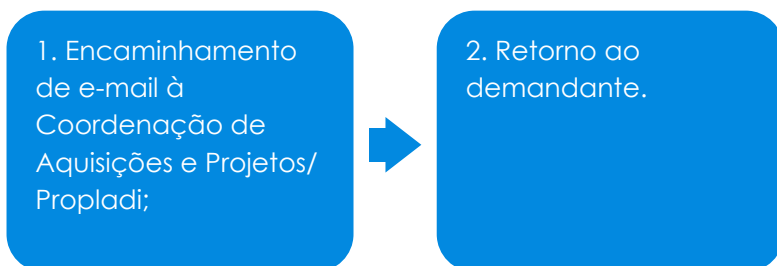 1. Encaminhamento
de e-mail à
Coordenação de
Aquisições e Projetos/
Propladi;
2. Retorno ao
demandante.